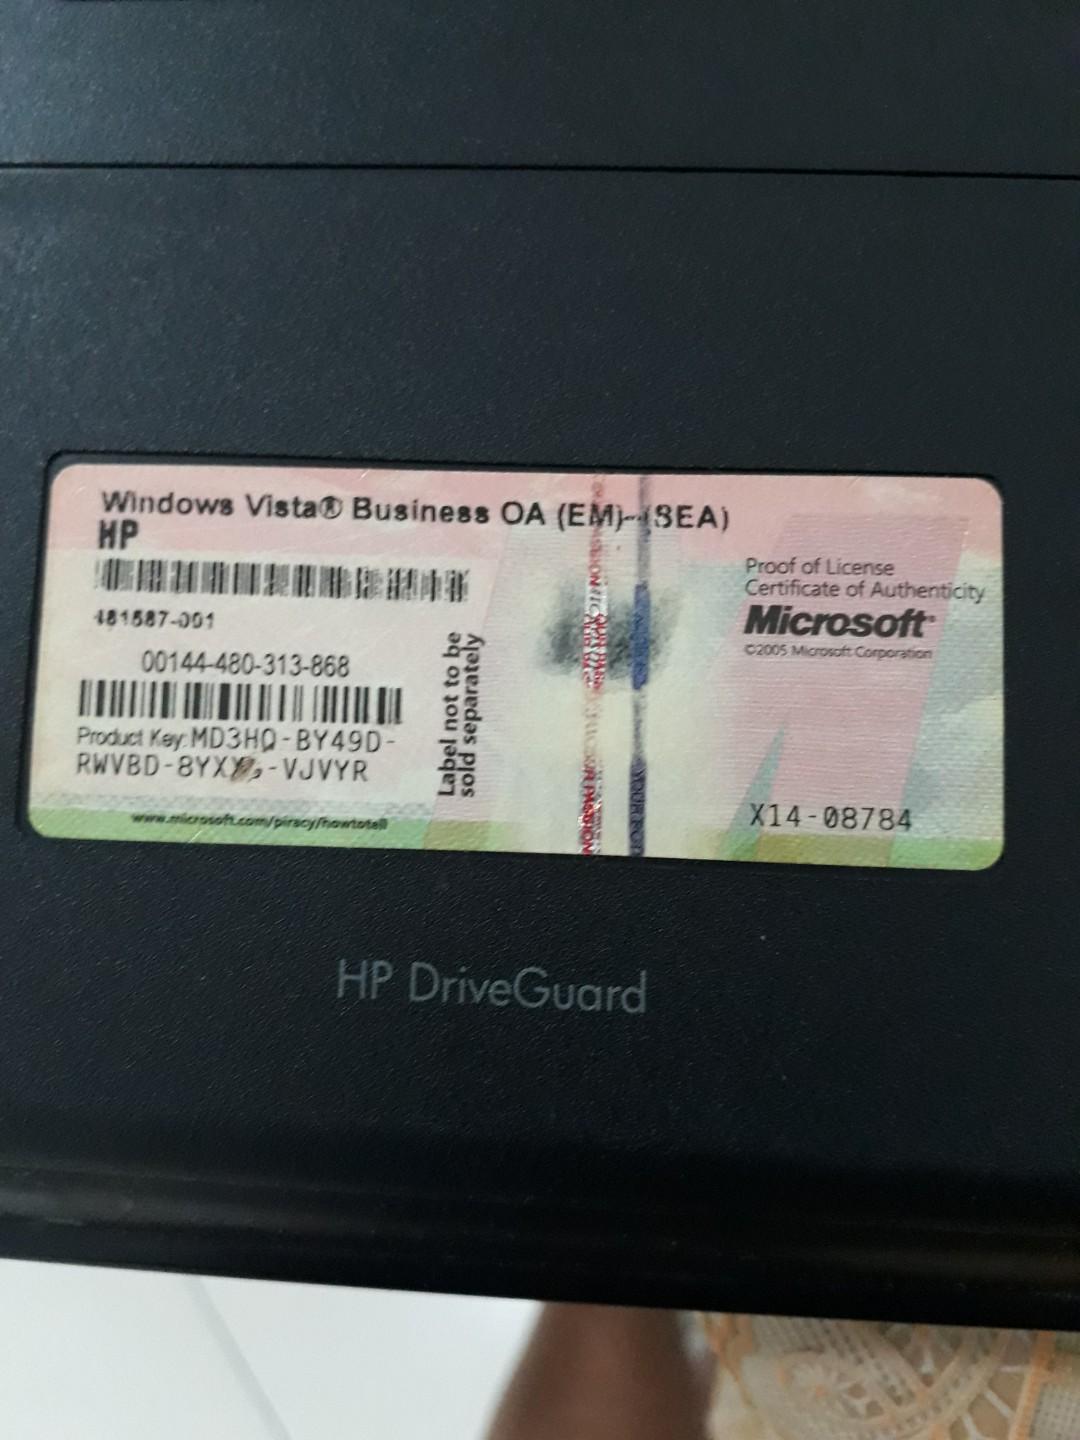 Windows Vista® Business OA (EM)-(SEA)
HP
481587-001
00144-480-313-868
Product Key: MD3HQ-BY49D-
RWVBD- -VJVYR
www.microsoft.com/piracy/howtotell
Label not to be
sold separately
Proof of License
Certificate of Authenticity
Microsoft®
©2005 Microsoft Corporation
X14-08784
HP DriveGuard